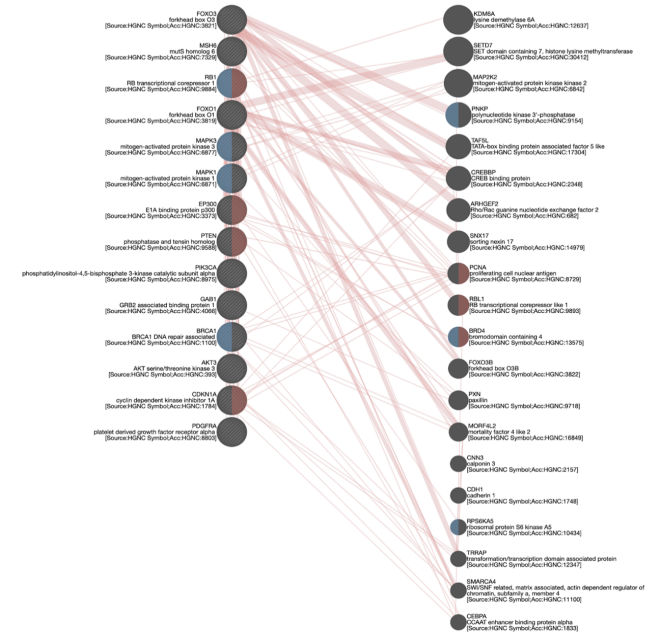 FOXO3
forkhead box O3
[Source:HGNC Symbol;Acc:HGNC:3821]
MSH6
mutS homolog 6
[Source:HGNC Symbol;Acc:HGNC:7329]
RB1
RB transcriptional corepressor 1
[Source:HGNC Symbol;Acc:HGNC:9884]
FOXO1
forkhead box O1
[Source:HGNC Symbol;Acc:HGNC:3819]
MAPK3
mitogen-activated protein kinase 3
[Source:HGNC Symbol;Acc:HGNC:6877]
MAPK1
mitogen-activated protein kinase 1
[Source:HGNC Symbol;Acc:HGNC:6871]
EP300
E1A binding protein p300
[Source:HGNC Symbol;Acc:HGNC:3373]
PTEN
phosphatase and tensin homolog
[Source:HGNC Symbol;Acc:HGNC:9588]
PIK3CA
phosphatidylinositol-4,5-bisphosphate 3-kinase catalytic subunit alpha
[Source:HGNC Symbol;Acc:HGNC:8975]
GAB1
GRB2 associated binding protein 1
[Source:HGNC Symbol;Acc:HGNC:4066]
BRCA1
BRCA1 DNA repair associated
[Source:HGNC Symbol;Acc:HGNC:1100]
AKT3
AKT serine/threonine kinase 3
[Source:HGNC Symbol;Acc:HGNC:393]
CDKN1A
cyclin dependent kinase inhibitor 1A
[Source:HGNC Symbol;Acc:HGNC:1784]
PDGFRA
platelet derived growth factor receptor alpha
[Source:HGNC Symbol;Acc:HGNC:8803]
KDM6A
lysine demethylase 6A
[Source:HGNC Symbol;Acc:HGNC:12637]
SETD7
SET domain containing 7, histone lysine methyltransferase
[Source:HGNC Symbol;Acc:HGNC:30412]
MAP2K2
mitogen-activated protein kinase kinase 2
[Source:HGNC Symbol;Acc:HGNC:6842]
PNKP
polynucleotide kinase 3'-phosphatase
[Source:HGNC Symbol;Acc:HGNC:9154]
TAF5L
TATA-box binding protein associated factor 5 like
[Source:HGNC Symbol;Acc:HGNC:17304]
CREBBP
CREB binding protein
[Source:HGNC Symbol;Acc:HGNC:2348]
ARHGEF2
Rho/Rac guanine nucleotide exchange factor 2
[Source:HGNC Symbol;Acc:HGNC:682]
SNX17
sorting nexin 17
[Source:HGNC Symbol;Acc:HGNC:14979]
PCNA
proliferating cell nuclear antigen
[Source:HGNC Symbol;Acc:HGNC:8729]
RBL1
RB transcriptional corepressor like 1
[Source:HGNC Symbol;Acc:HGNC:9893]
BRD4
bromodomain containing 4
[Source:HGNC Symbol;Acc:HGNC:13575]
FOXO3B
forkhead box O3B
[Source:HGNC Symbol;Acc:HGNC:3822]
PXN
paxillin
[Source:HGNC Symbol;Acc:HGNC:9718]
MORF4L2
mortality factor 4 like 2
[Source:HGNC Symbol;Acc:HGNC:16849]
CNN3
calponin 3
[Source:HGNC Symbol;Acc:HGNC:2157]
CDH1
cadherin 1
[Source:HGNC Symbol;Acc:HGNC:1748]
RPS6KA5
ribosomal protein S6 kinase A5
[Source:HGNC Symbol;Acc:HGNC:10434]
TRRAP
transformation/transcription domain associated protein
[Source:HGNC Symbol;Acc:HGNC:12347]
SMARCA4
SWI/SNF related, matrix associated, actin dependent regulator of
chromatin, subfamily a, member 4
[Source:HGNC Symbol;Acc:HGNC:11100]
CEBPA
CCAAT enhancer binding protein alpha
[Source:HGNC Symbol;Acc:HGNC:1833]